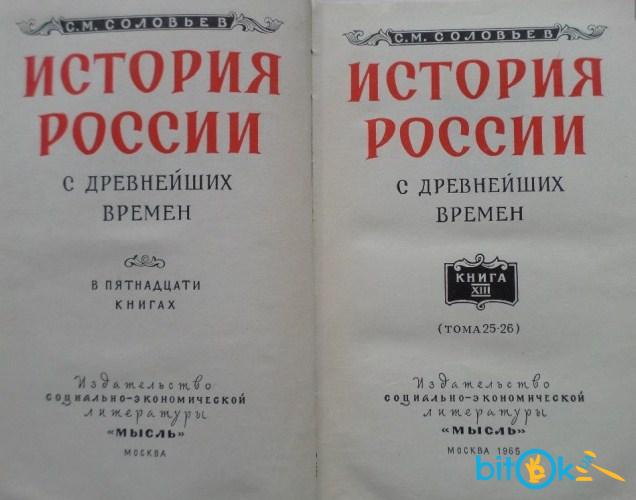 С.М. СОЛОВЬЕВ
ИСТОРИЯ
РОССИИ
С ДРЕВНЕЙШИХ
ВРЕМЕН
В ПЯТНАДЦАТИ
КНИГАХ
Издательство
социально-экономической
литературы
«МЫСЛЬ»
МОСКВА
С.М. СОЛОВЬЕВ
ИСТОРИЯ
РОССИИ
С ДРЕВНЕЙШИХ
ВРЕМЕН
КНИГА
XIII
(ТОМА 25-26)
Издательство
социально-экономической
литературы
«МЫСЛЬ»
МОСКВА 1965
bitok